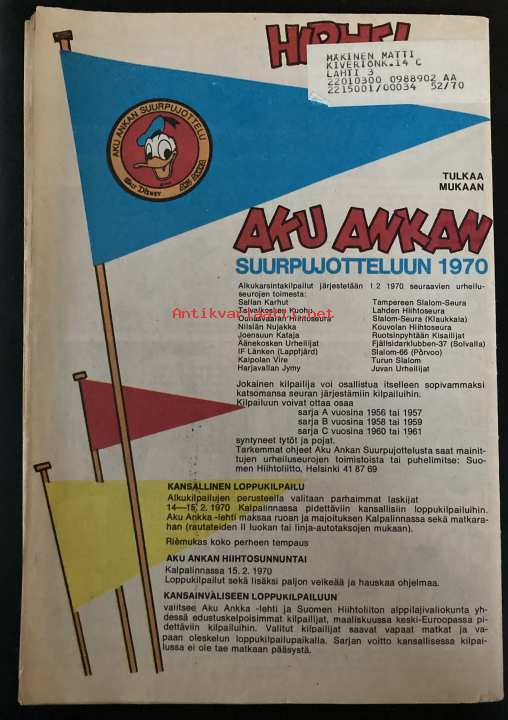 HOPHEI
MÄKINEN MATTI
KIVERIÖNK.14 C
LAHTI 3
22010300 0988902 AA
2215001/00034 52/70
AKU ANKAN SUURPUJOTTELU
WALT DISNEY
TULKAA
MUKAAN
AKU ANKAN
SUURPUJOTTELUUN 1970
Alkukarsintakilpailut järjestetään 1.2 1970 seuraavien urheilu-
seurojen toimesta:
Sallan Karhut
Taivalkosken Kuohu
Ounasvaaran Hiihtoseura
Nilsiän Nujakka
Joensuun Kataja
Äänekosken Urheilijat
IF Länken (Lappfjärd)
Kaipolan Vire
Harjavallan Jymy
Tampereen Slalom-Seura
Lahden Hiihtoseura
Slalom-Seura (Klaukkala)
Kouvolan Hiihtoseura
Ruotsinpyhtään Kisailijat
Fjällsidarklubben-37 (Solvalla)
Slalom-66 (Porvoo)
Turun Slalom
Juvan Urheilijat
Antikvariaatti.net
Jokainen kilpailija voi osallistua itselleen sopivammaksi
katsomansa seuran järjestämiin kilpailuihin.
Kilpailuun voivat ottaa osaa
sarja A vuosina 1956 tai 1957
sarja B vuosina 1958 tai 1959
sarja C vuosina 1960 tai 1961
syntyneet tytöt ja pojat.
Tarkemmat ohjeet Aku Ankan Suurpujottelusta saat mainit-
tujen urheiluseurojen toimistoista tai puhelimitse: Suo-
men Hiihtoliitto, Helsinki 41 87 69
KANSALLINEN LOPPUKILPAILU
Alkukilpailujen perusteella valitaan parhaimmat laskijat
14—15. 2. 1970 Kalpalinnassa pidettäviin kansallisiin loppukilpailuihin.
Aku Ankka -lehti maksaa ruoan ja majoituksen Kalpalinnassa sekä matkara-
han (rautateiden II luokan tai linja-autotaksojen mukaan).
Riemukas koko perheen tempaus
AKU ANKAN HIIHTOSUNNUNTAI
Kalpalinnassa 15. 2. 1970
Loppukilpailut sekä lisäksi paljon veikeää ja hauskaa ohjelmaa.
KANSAINVÄLISEEN LOPPUKILPAILUUN
valitsee Aku Ankka -lehti ja Suomen Hiihtoliiton alppilajivaliokunta yh-
dessä edustuskelpoisimmat kilpailijat, maaliskuussa keski-Euroopassa pi-
dettäviin kilpailuihin. Valitut kilpailijat saavat vapaat matkat ja va-
paan oleskelun loppukilpailupaikalla. Sarjan voitto kansallisessa kilpai-
lussa ei ole tae matkaan pääsystä.